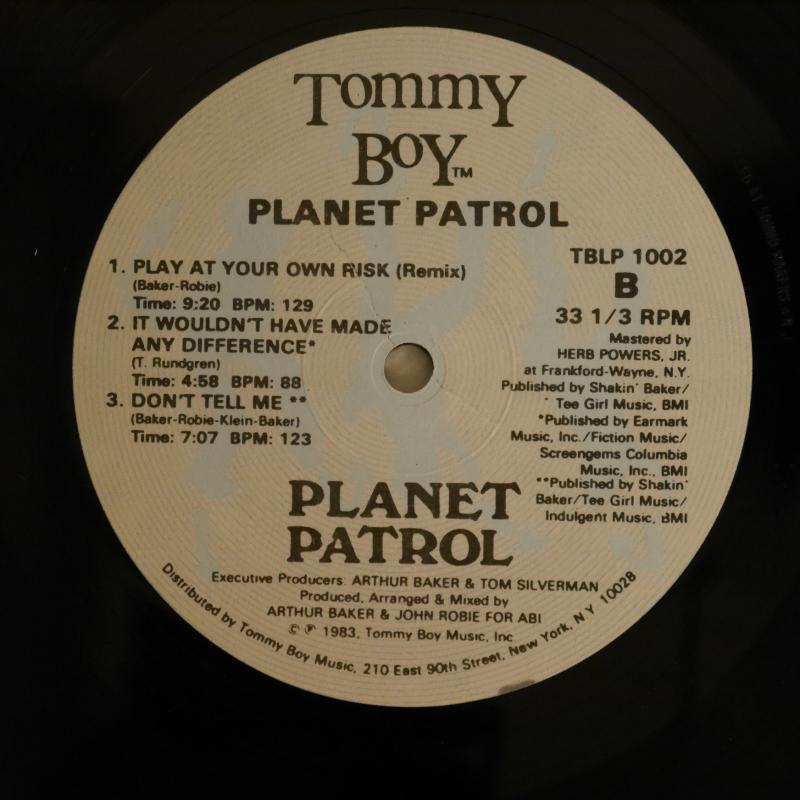 Tommy
Boy™
PLANET PATROL
1. PLAY AT YOUR OWN RISK (Remix)
(Baker-Robie)
Time: 9:20 BPM: 129
2. IT WOULDN'T HAVE MADE
ANY DIFFERENCE*
(T. Rundgren)
Time: 4:58 BPM: 88
3. DON'T TELL ME **
(Baker-Robie-Klein-Baker)
Time: 7:07 BPM: 123
TBLP 1002
B
33 1/3 RPM
Mastered by
HERB POWERS, JR.
at Frankford-Wayne, N.Y.
Published by Shakin' Baker/
Tee Girl Music, BMI
*Published by Earmark
Music, Inc./Fiction Music/
Screengems Columbia
Music, Inc., BMI
**Published by Shakin'
Baker/Tee Girl Music/
Indulgent Music, BMI
PLANET
PATROL
Executive Producers: ARTHUR BAKER & TOM SILVERMAN
Produced, Arranged & Mixed by
ARTHUR BAKER & JOHN ROBIE FOR ABI
© ℗ 1983, Tommy Boy Music, Inc
Distributed by Tommy Boy Music, 210 East 90th Street, New York, N.Y. 10028